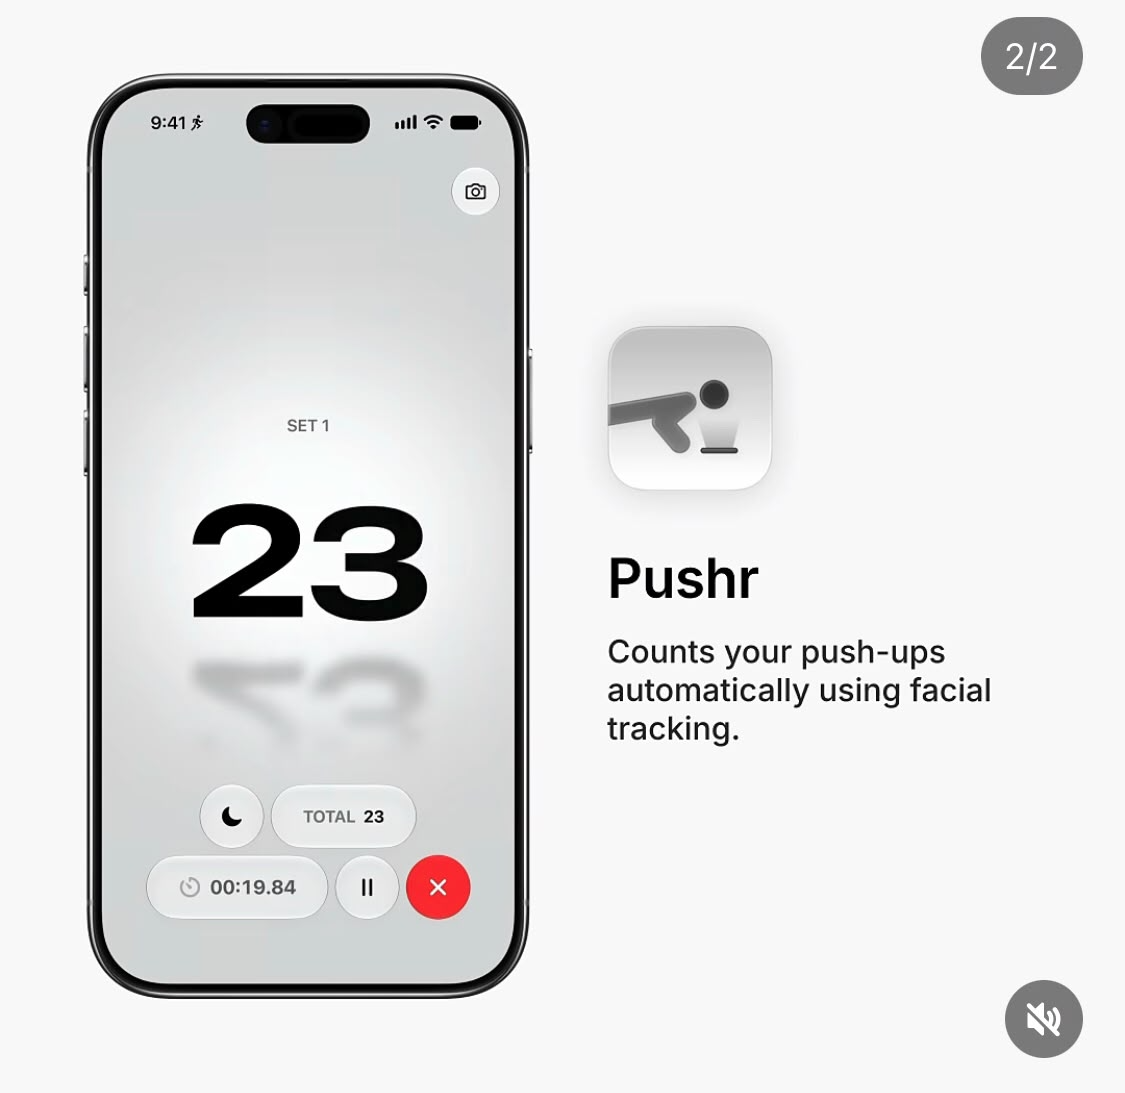 2/2
9:41
SET 1
23
TOTAL 23
00:19.84
Pushr
Counts your push-ups
automatically using facial
tracking.